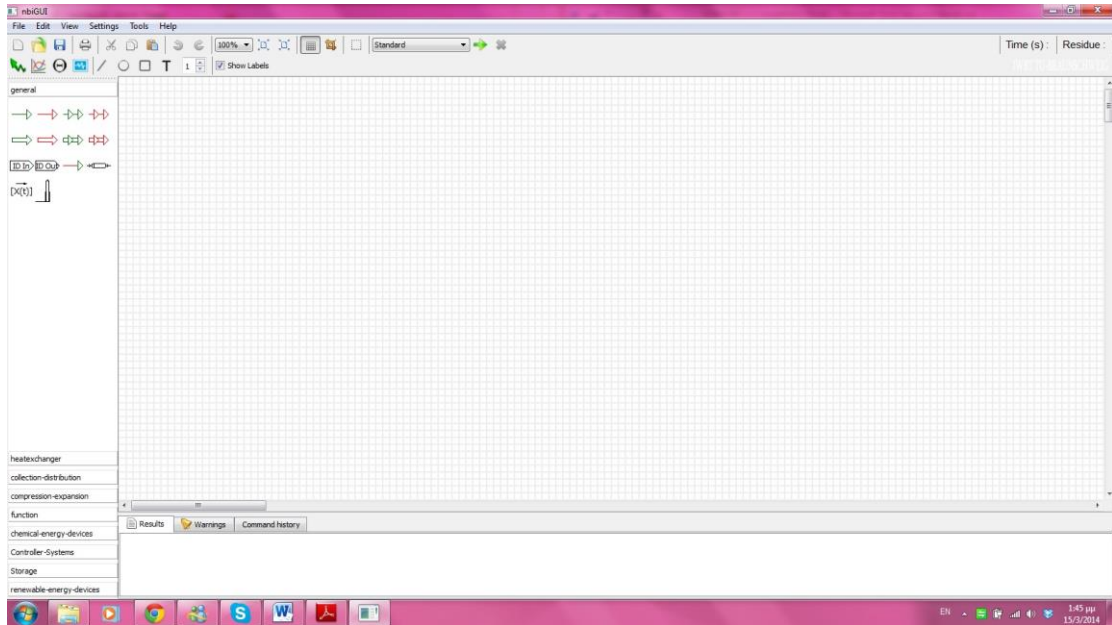 nbiGUI
File Edit View Settings Tools Help
100% Standard Time (s) : Residue :
T 1 Show Labels
general
ID In ID Out
[X(t)]
heatexchanger
collection-distribution
compression-expansion
function
chemical-energy-devices
Controller-Systems
Storage
renewable-energy-devices
Results Warnings Command history
EN 1:45 μμ
15/3/2014